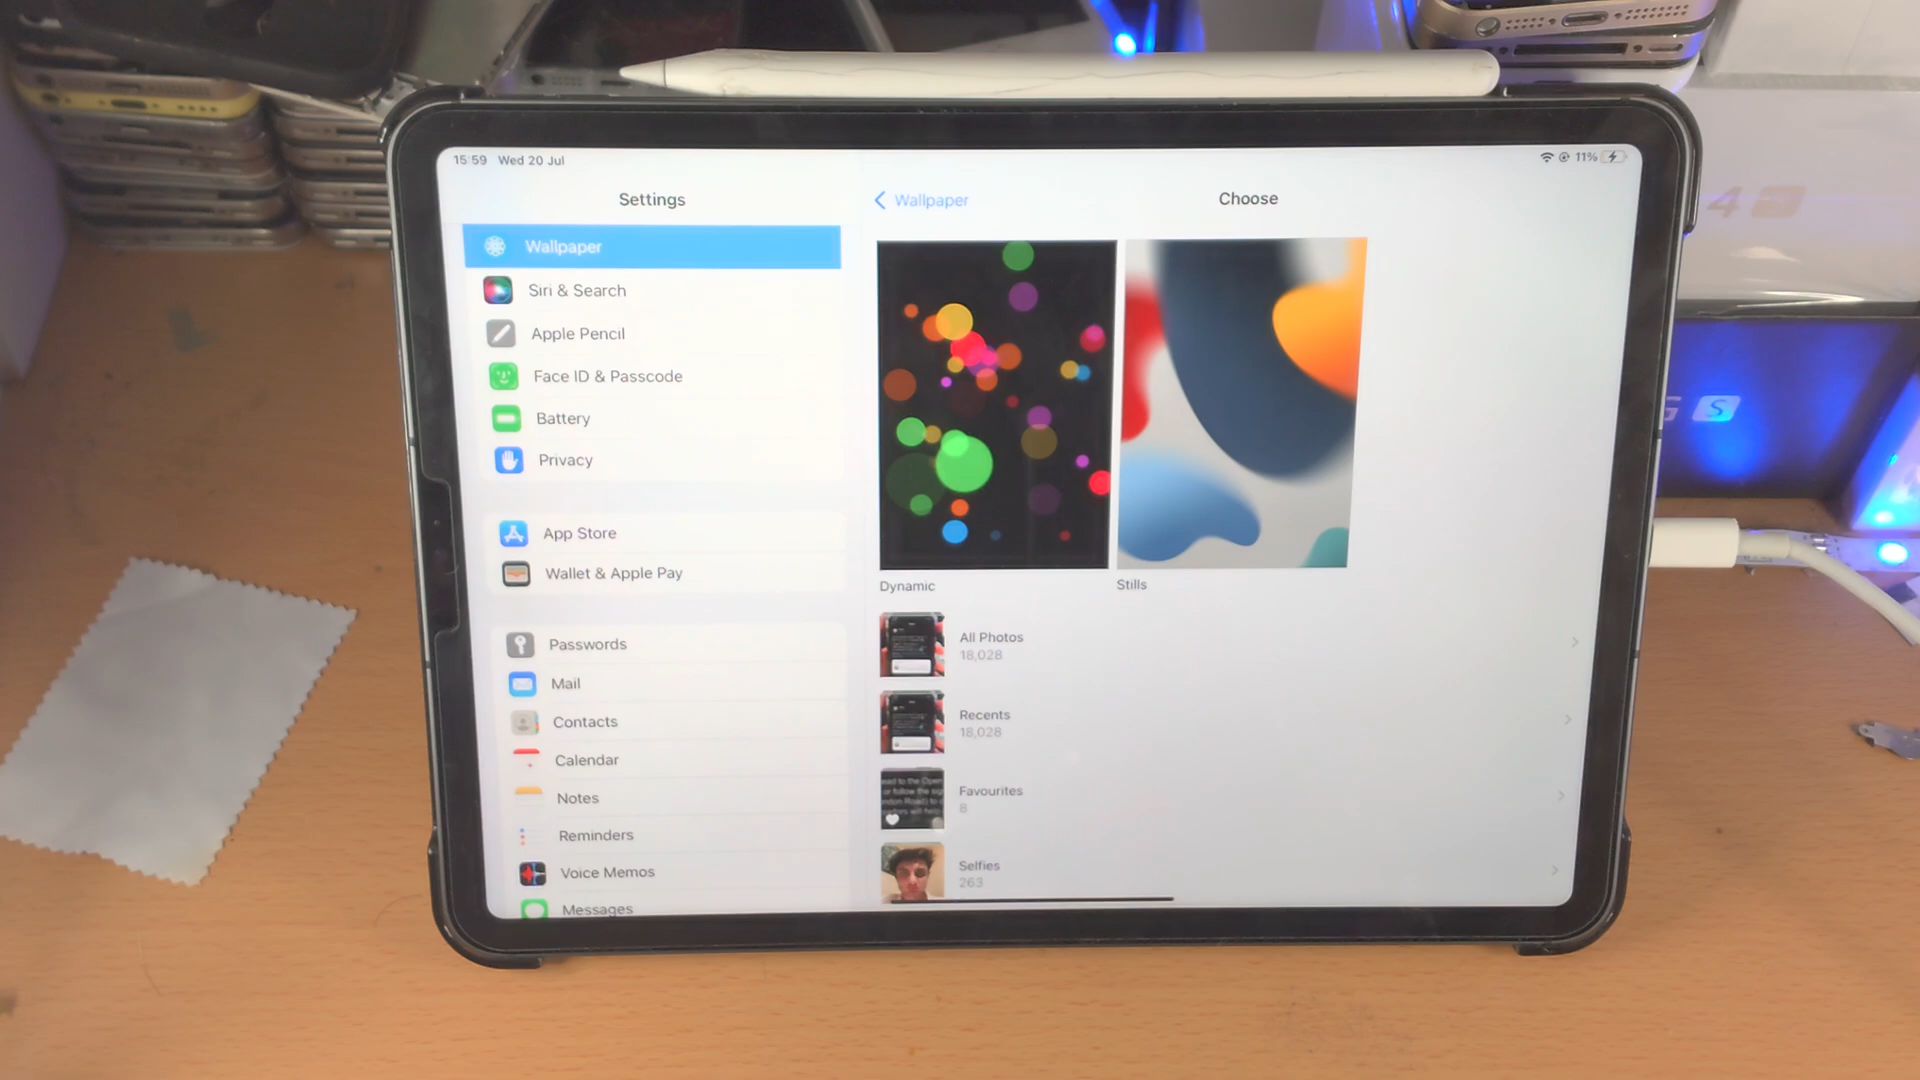 15:59 Wed 20 Jul
11%
Settings
Wallpaper
Siri & Search
Apple Pencil
Face ID & Passcode
Battery
Privacy
App Store
Wallet & Apple Pay
Passwords
Mail
Contacts
Calendar
Notes
Reminders
Voice Memos
Messages
Wallpaper
Choose
Dynamic
Stills
All Photos
18,028
Recents
18,028
Favourites
8
Selfies
263
4
G S